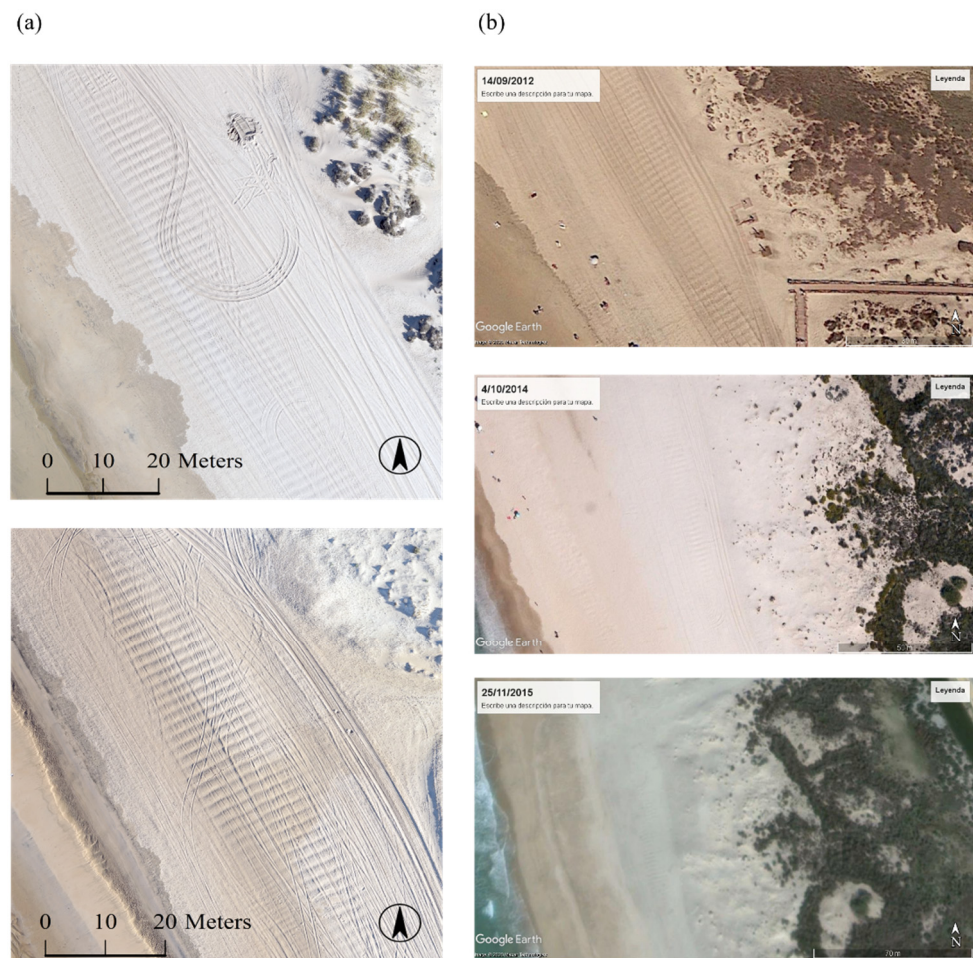 (a)
(b)
0 10 20 Meters
0 10 20 Meters
14/09/2012
Escribe una descripción para tu mapa.
Leyenda
Google Earth
N
4/10/2014
Escribe una descripción para tu mapa.
Leyenda
Google Earth
N
25/11/2015
Escribe una descripción para tu mapa.
Leyenda
Google Earth
N
70 m